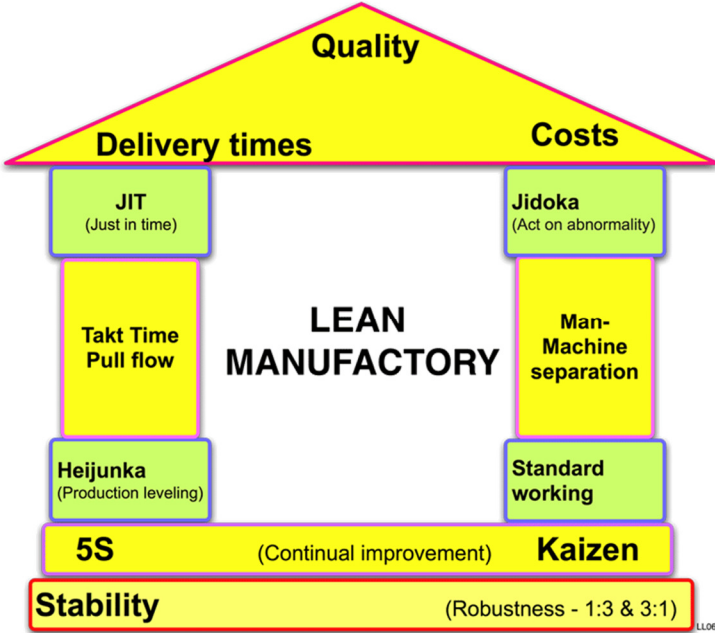 Quality
Delivery times
Costs
JIT
(Just in time)
Jidoka
(Act on abnormality)
Takt Time
Pull flow
LEAN
MANUFACTORY
Man-
Machine
separation
Heijunka
(Production leveling)
Standard
working
5S (Continual improvement) Kaizen
Stability (Robustness - 1:3 & 3:1)
LL06